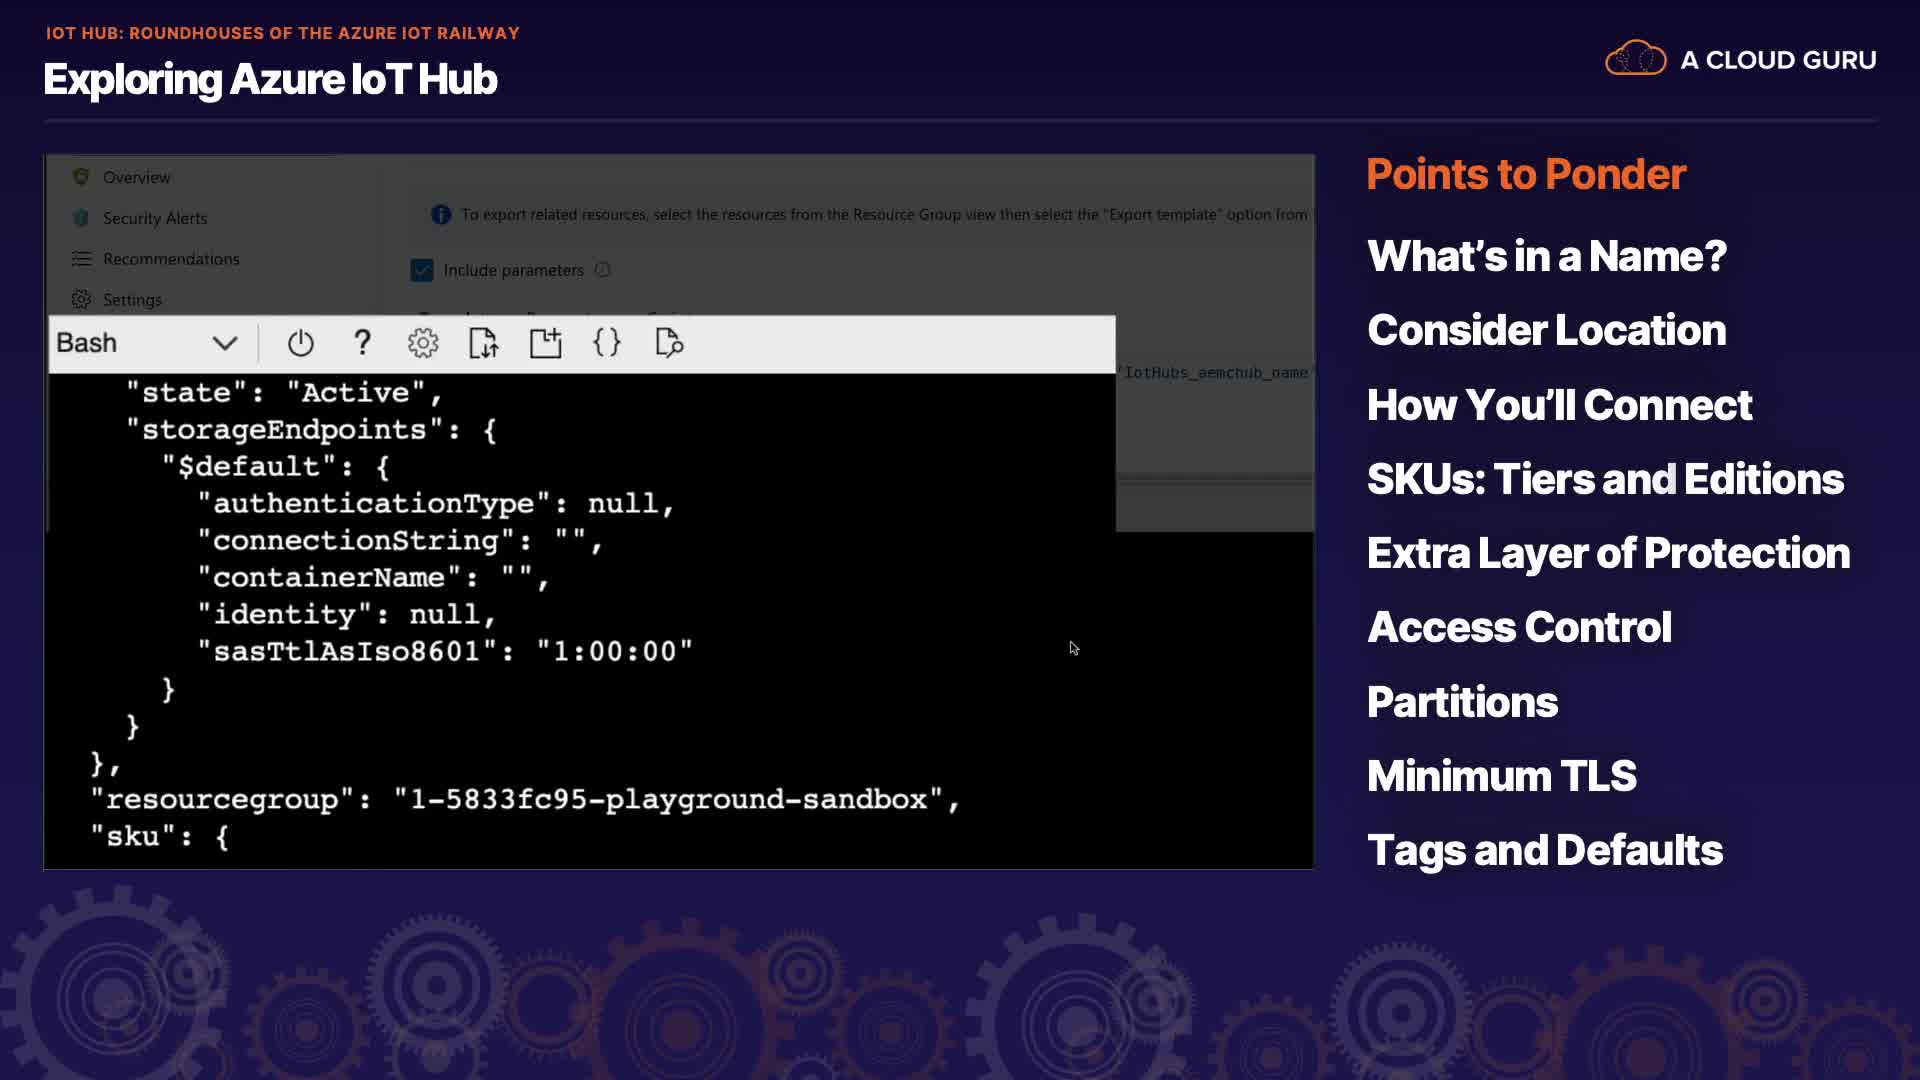 IOT HUB: ROUNDHOUSES OF THE AZURE IOT RAILWAY
Exploring Azure IoT Hub
A CLOUD GURU
Overview
Security Alerts
Recommendations
Settings
To export related resources, select the resources from the Resource Group view then select the "Export template" option from
Include parameters
'IotHubs_aemchub_name'
Bash
"state": "Active",
"storageEndpoints": {
"$default": {
"authenticationType": null,
"connectionString": "",
"containerName": "",
"identity": null,
"sasTtlAsIso8601": "1:00:00"
}
}
},
"resourcegroup": "1-5833fc95-playground-sandbox",
"sku": {
Points to Ponder
What's in a Name?
Consider Location
How You'll Connect
SKUs: Tiers and Editions
Extra Layer of Protection
Access Control
Partitions
Minimum TLS
Tags and Defaults